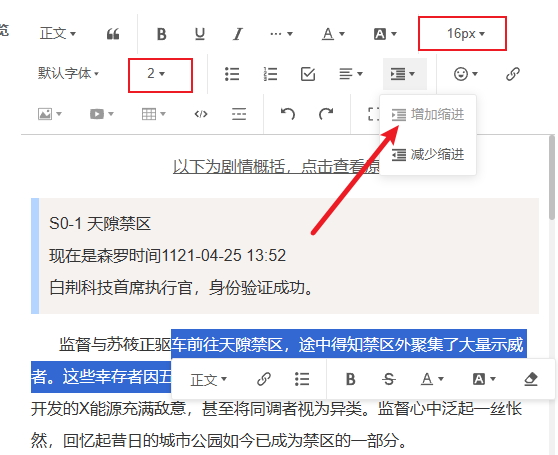 览
正文 B U I ... A A 16px
默认字体 2
增加缩进
减少缩进
以下为剧情概括，点击查看原
S0-1 天隙禁区
现在是森罗时间1121-04-25 13:52
白荆科技首席执行官，身份验证成功。
监督与苏筱正驱车前往天隙禁区，途中得知禁区外聚集了大量示威
者。这些幸存者因五
正文 B S A A
开发的X能源充满敌意，甚至将同调者视为异类。监督心中泛起一丝怅
然，回忆起昔日的城市公园如今已成为禁区的一部分。